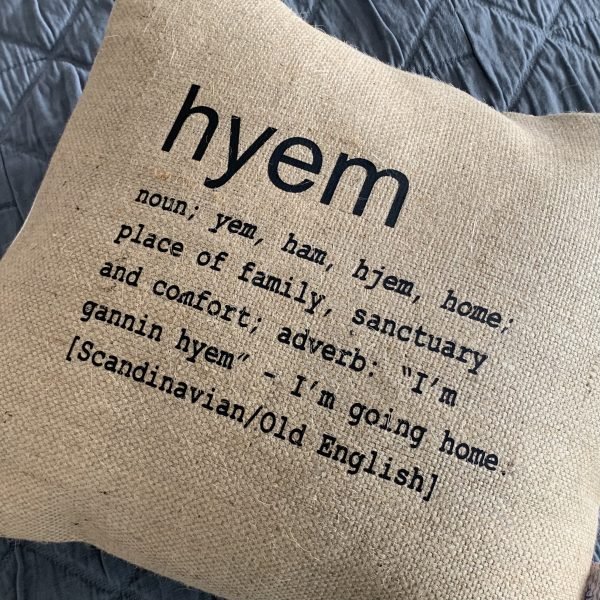 hyem
noun; yem, ham, hjem, home;
place of family, sanctuary
and comfort; adverb: “I’m
gannin hyem” – I’m going home.
[Scandinavian/Old English]